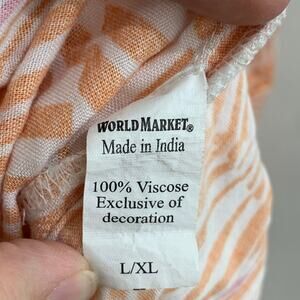 WORLD MARKET®
Made in India
100% Viscose
Exclusive of
decoration
L/XL